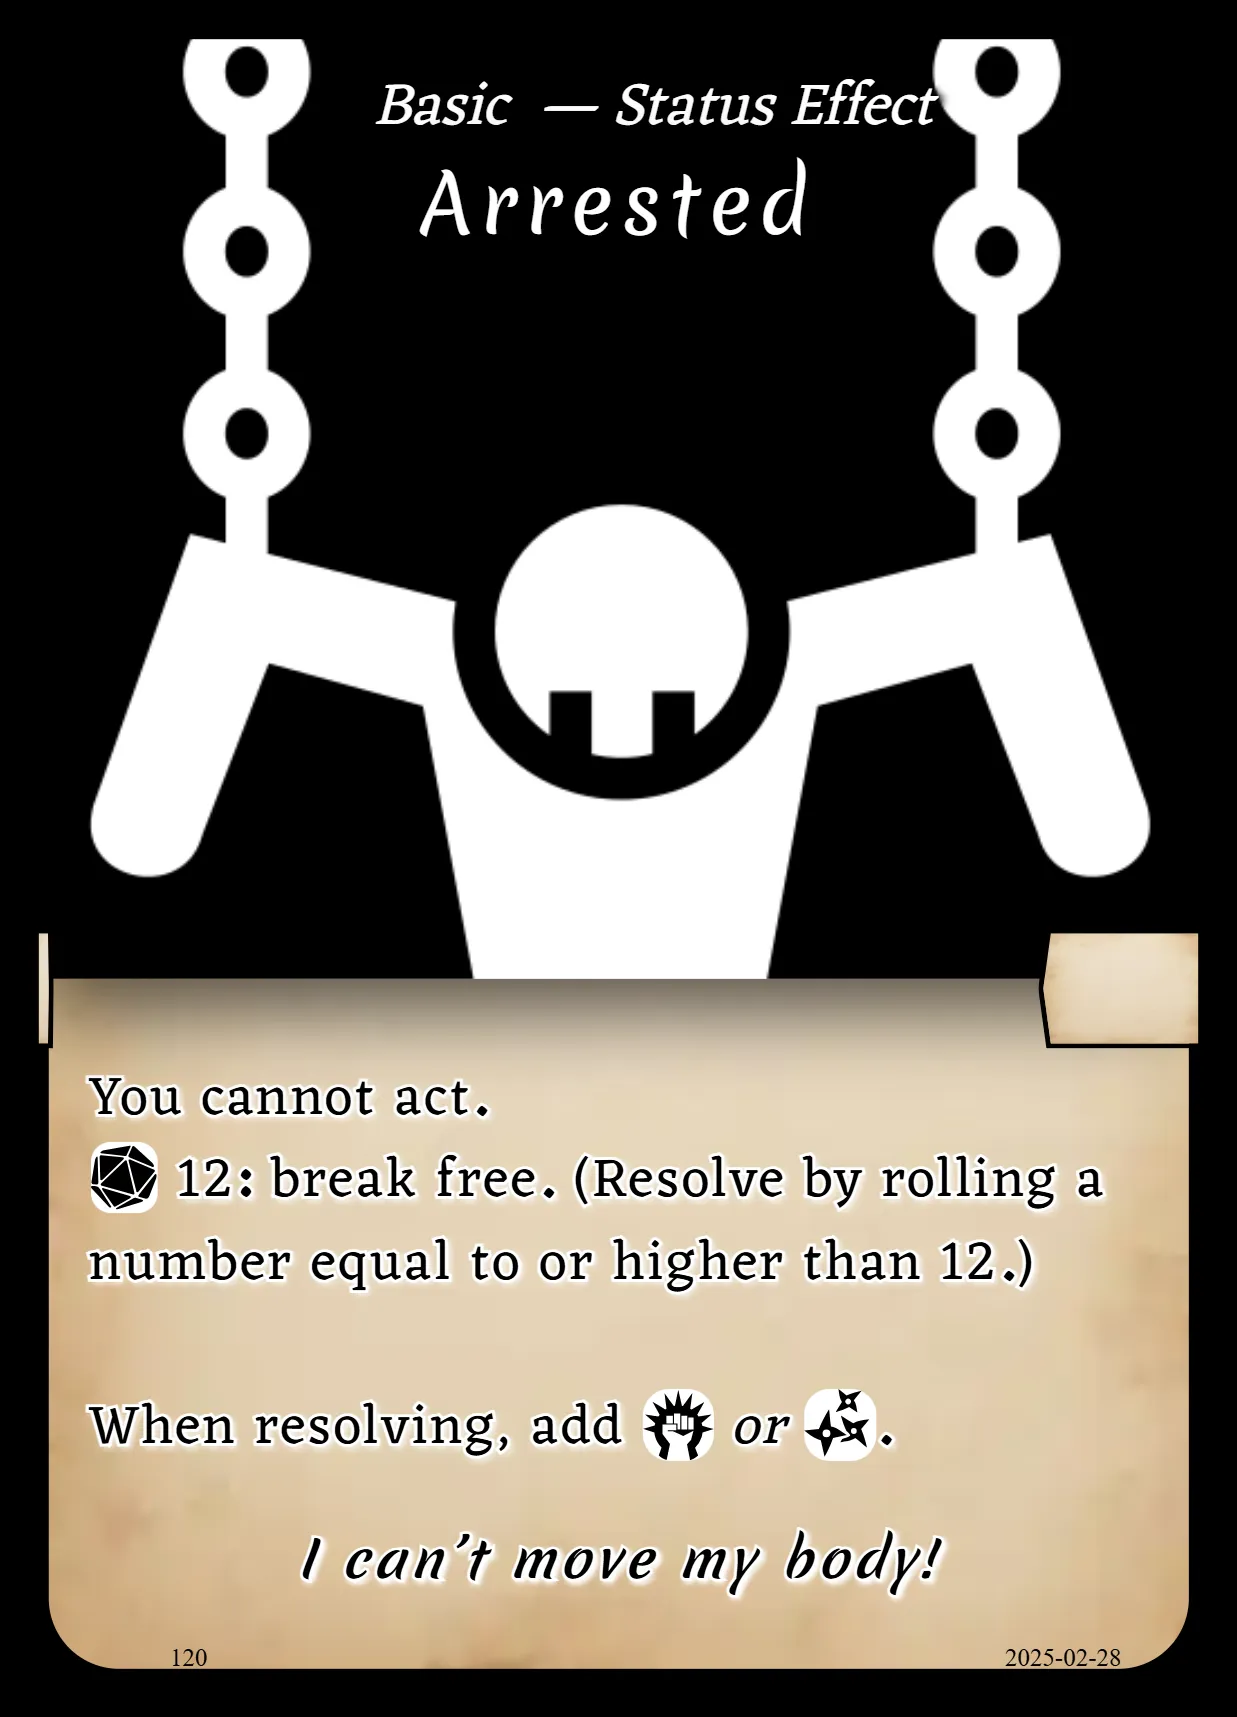 Basic — Status Effect
Arrested
You cannot act.
12: break free. (Resolve by rolling a
number equal to or higher than 12.)
When resolving, add or .
I can't move my body!
120
2025-02-28